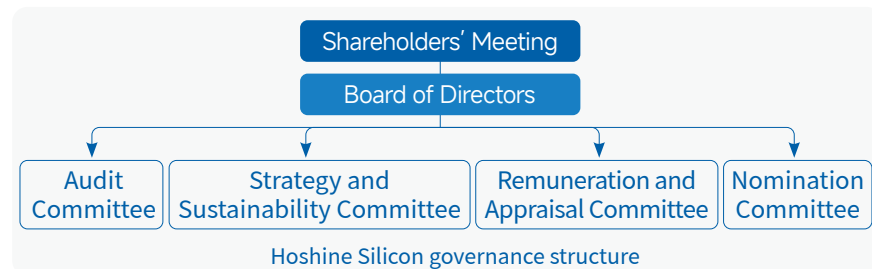 Shareholders’ Meeting
Board of Directors
Audit
Committee
Strategy and
Sustainability Committee
Remuneration and
Appraisal Committee
Nomination
Committee
Hoshine Silicon governance structure